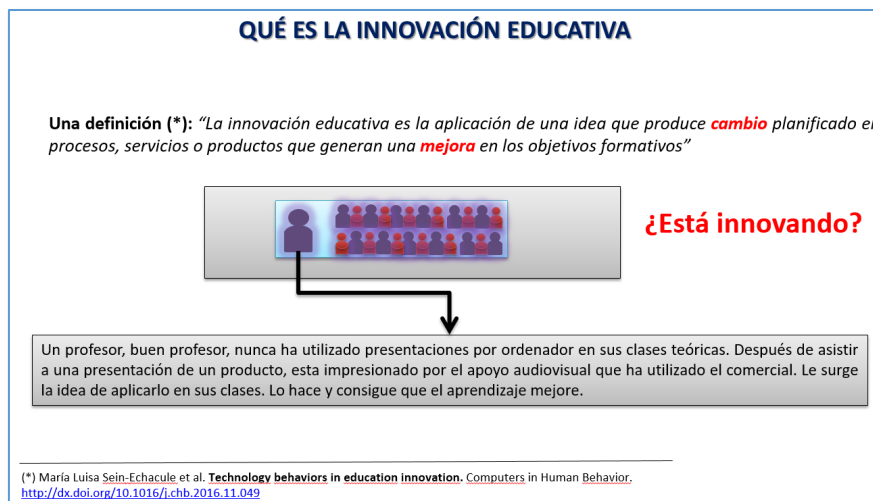 QUÉ ES LA INNOVACIÓN EDUCATIVA
Una definición (*): “La innovación educativa es la aplicación de una idea que produce cambio planificado en
procesos, servicios o productos que generan una mejora en los objetivos formativos”
¿Está innovando?
Un profesor, buen profesor, nunca ha utilizado presentaciones por ordenador en sus clases teóricas. Después de asistir
a una presentación de un producto, esta impresionado por el apoyo audiovisual que ha utilizado el comercial. Le surge
la idea de aplicarlo en sus clases. Lo hace y consigue que el aprendizaje mejore.
(*) María Luisa Sein-Echacule et al. Technology behaviors in education innovation. Computers in Human Behavior,
http://dx.doi.org/10.1016/j.chb.2016.11.049